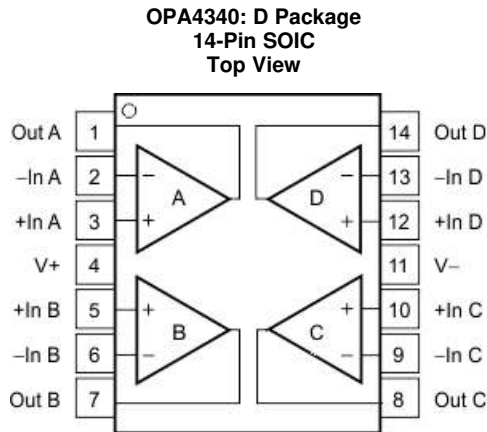 OPA4340: D Package
14-Pin SOIC
Top View
Out A 1 14 Out D
−In A 2 − − 13 −In D
A D
+In A 3 + + 12 +In D
V+ 4 11 V−
+In B 5 + + 10 +In C
B C
−In B 6 − − 9 −In C
Out B 7 8 Out C